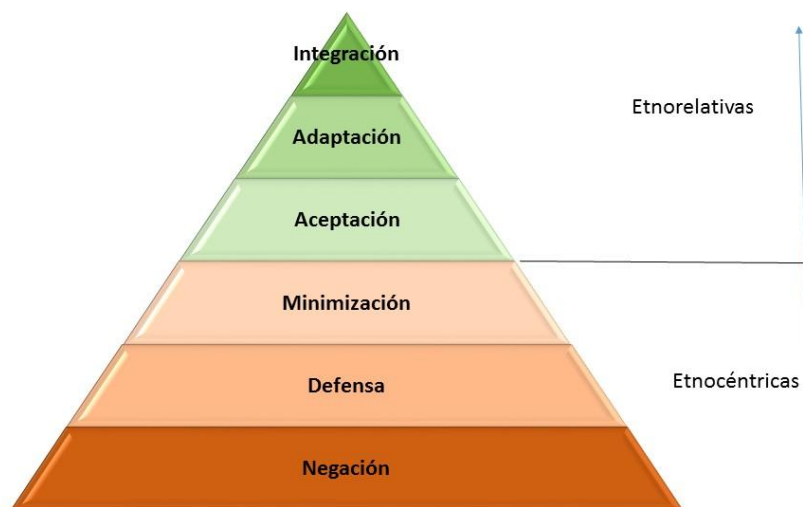 Integración
Etnorelativas
Adaptación
Aceptación
Minimización
Defensa
Etnocéntricas
Negación